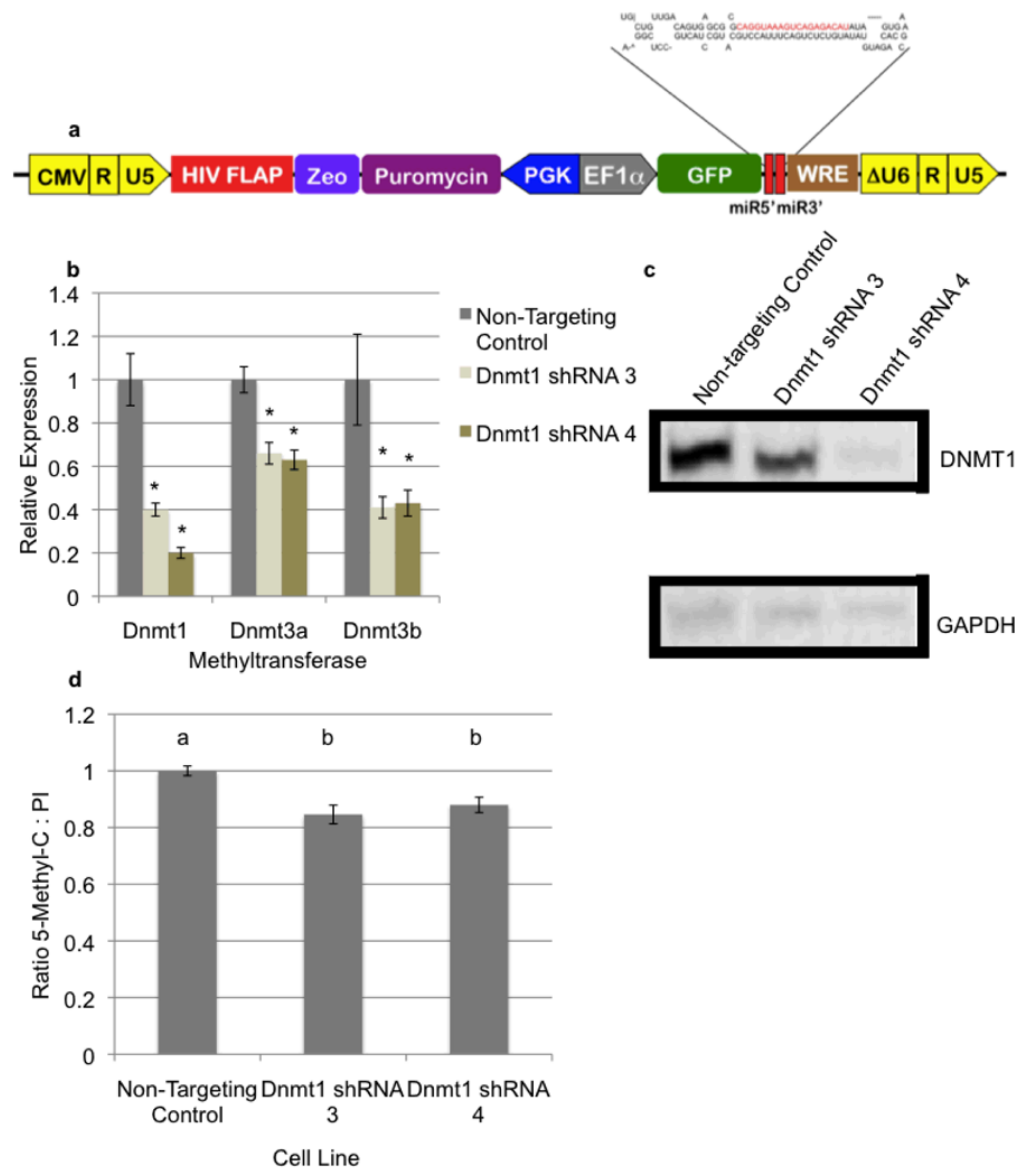 UG| UUGA A C — A
CUG CAGUG GCG GCAGGUAAAGUCAGAGACAUAUA GUGA
GGC GUCAU CGU CGUCCAUUUCAGUCUCUGUAUAU CACG
A-^ UCC- C A GUAGA C
a
CMV R U5 HIV FLAP Zeo Puromycin PGK EF1α GFP WRE ΔU6 R U5
miR5' miR3'
b
1.4
1.2
1
0.8
0.6
0.4
0.2
0
Relative Expression
* * * * * *
Dnmt1 Dnmt3a Dnmt3b
Methyltransferase
Non-Targeting
Control
Dnmt1 shRNA 3
Dnmt1 shRNA 4
c
Non-targeting Control
Dnmt1 shRNA 3
Dnmt1 shRNA 4
DNMT1
GAPDH
d
1.2
1
0.8
0.6
0.4
0.2
0
Ratio 5-Methyl-C : PI
a b b
Non-Targeting Dnmt1 shRNA Dnmt1 shRNA
Control 3 4
Cell Line